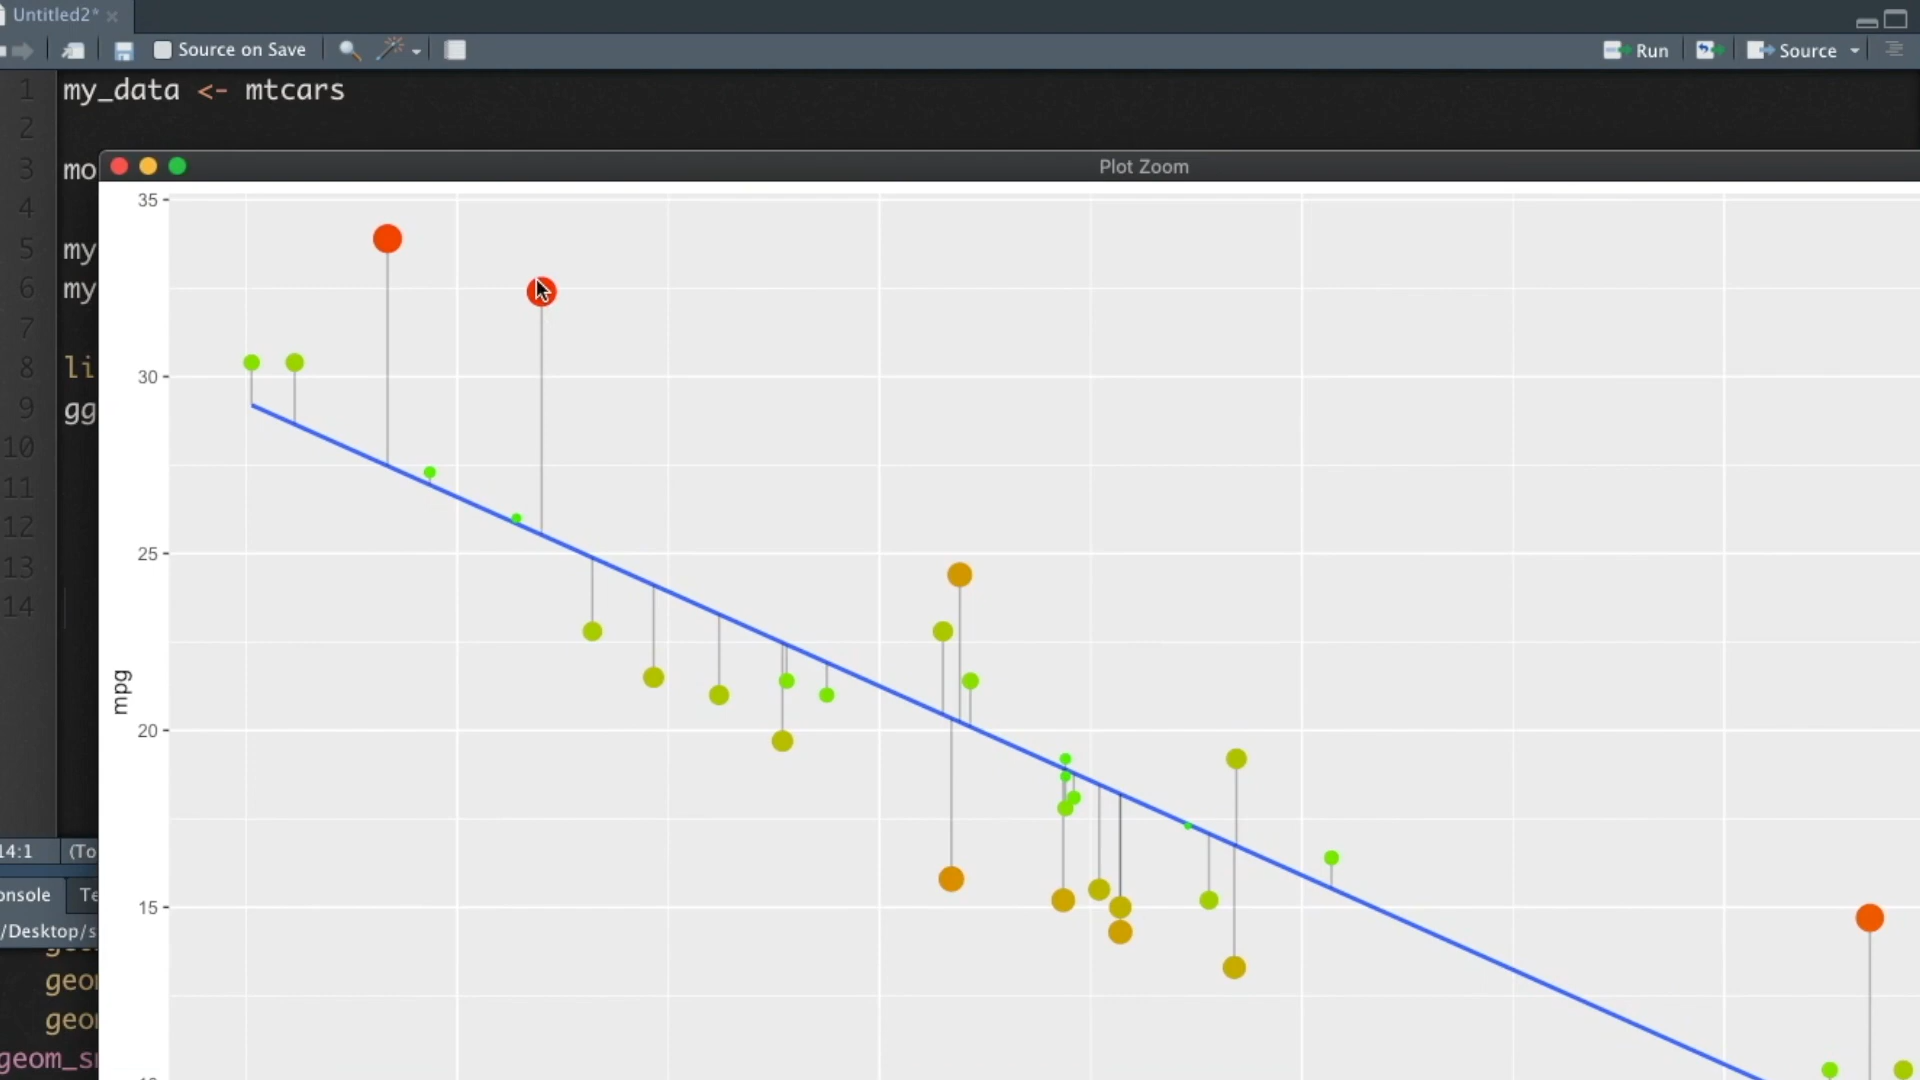 Untitled2*
Source on Save
Run
Source
1 my_data <- mtcars
2
3 mo
Plot Zoom
4
5 my
6 my
7
8 li
9 gg
10
11
12
13
14
35
30
25
20
15
mpg
14:1 (To
onsole Te
/Desktop/s
geo
geo
geom_s